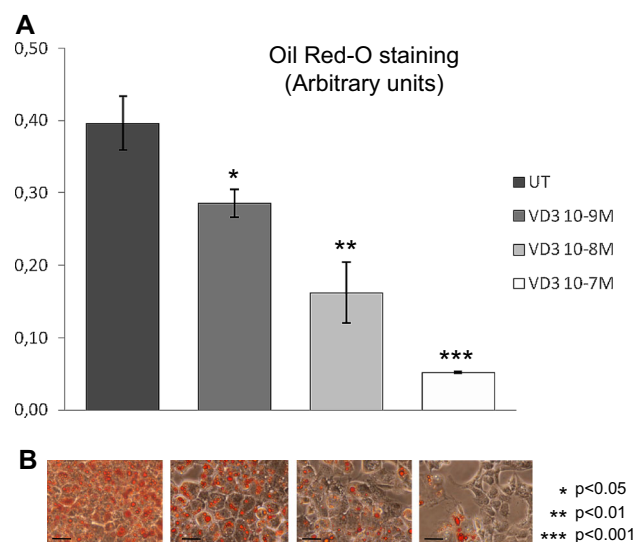 A
0,50
0,40
0,30
0,20
0,10
0,00
Oil Red-O staining
(Arbitrary units)
*
**
***
UT
VD3 10-9M
VD3 10-8M
VD3 10-7M
B
* p<0.05
** p<0.01
*** p<0.001